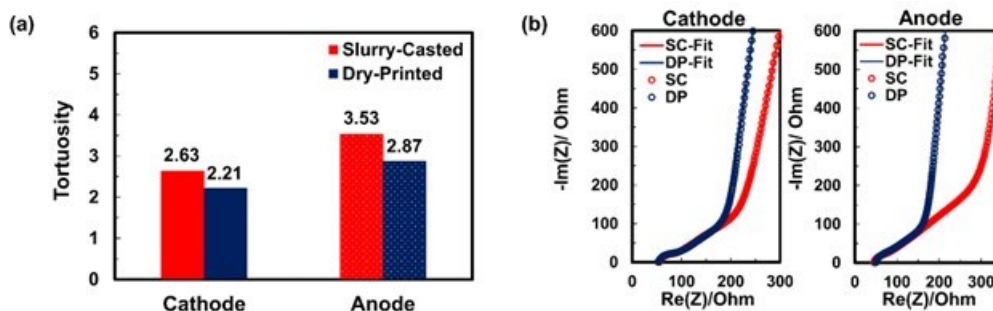 (a)
6
5
4
3
2
1
0
Tortuosity
Slurry-Casted
Dry-Printed
2.63
2.21
3.53
2.87
Cathode
Anode
(b)
Cathode
600
500
400
300
200
100
0
-Im(Z)/ Ohm
SC-Fit
DP-Fit
SC
DP
0 100 200 300
Re(Z)/Ohm
Anode
600
500
400
300
200
100
0
-Im(Z)/ Ohm
SC-Fit
DP-Fit
SC
DP
0 100 200 300
Re(Z)/Ohm